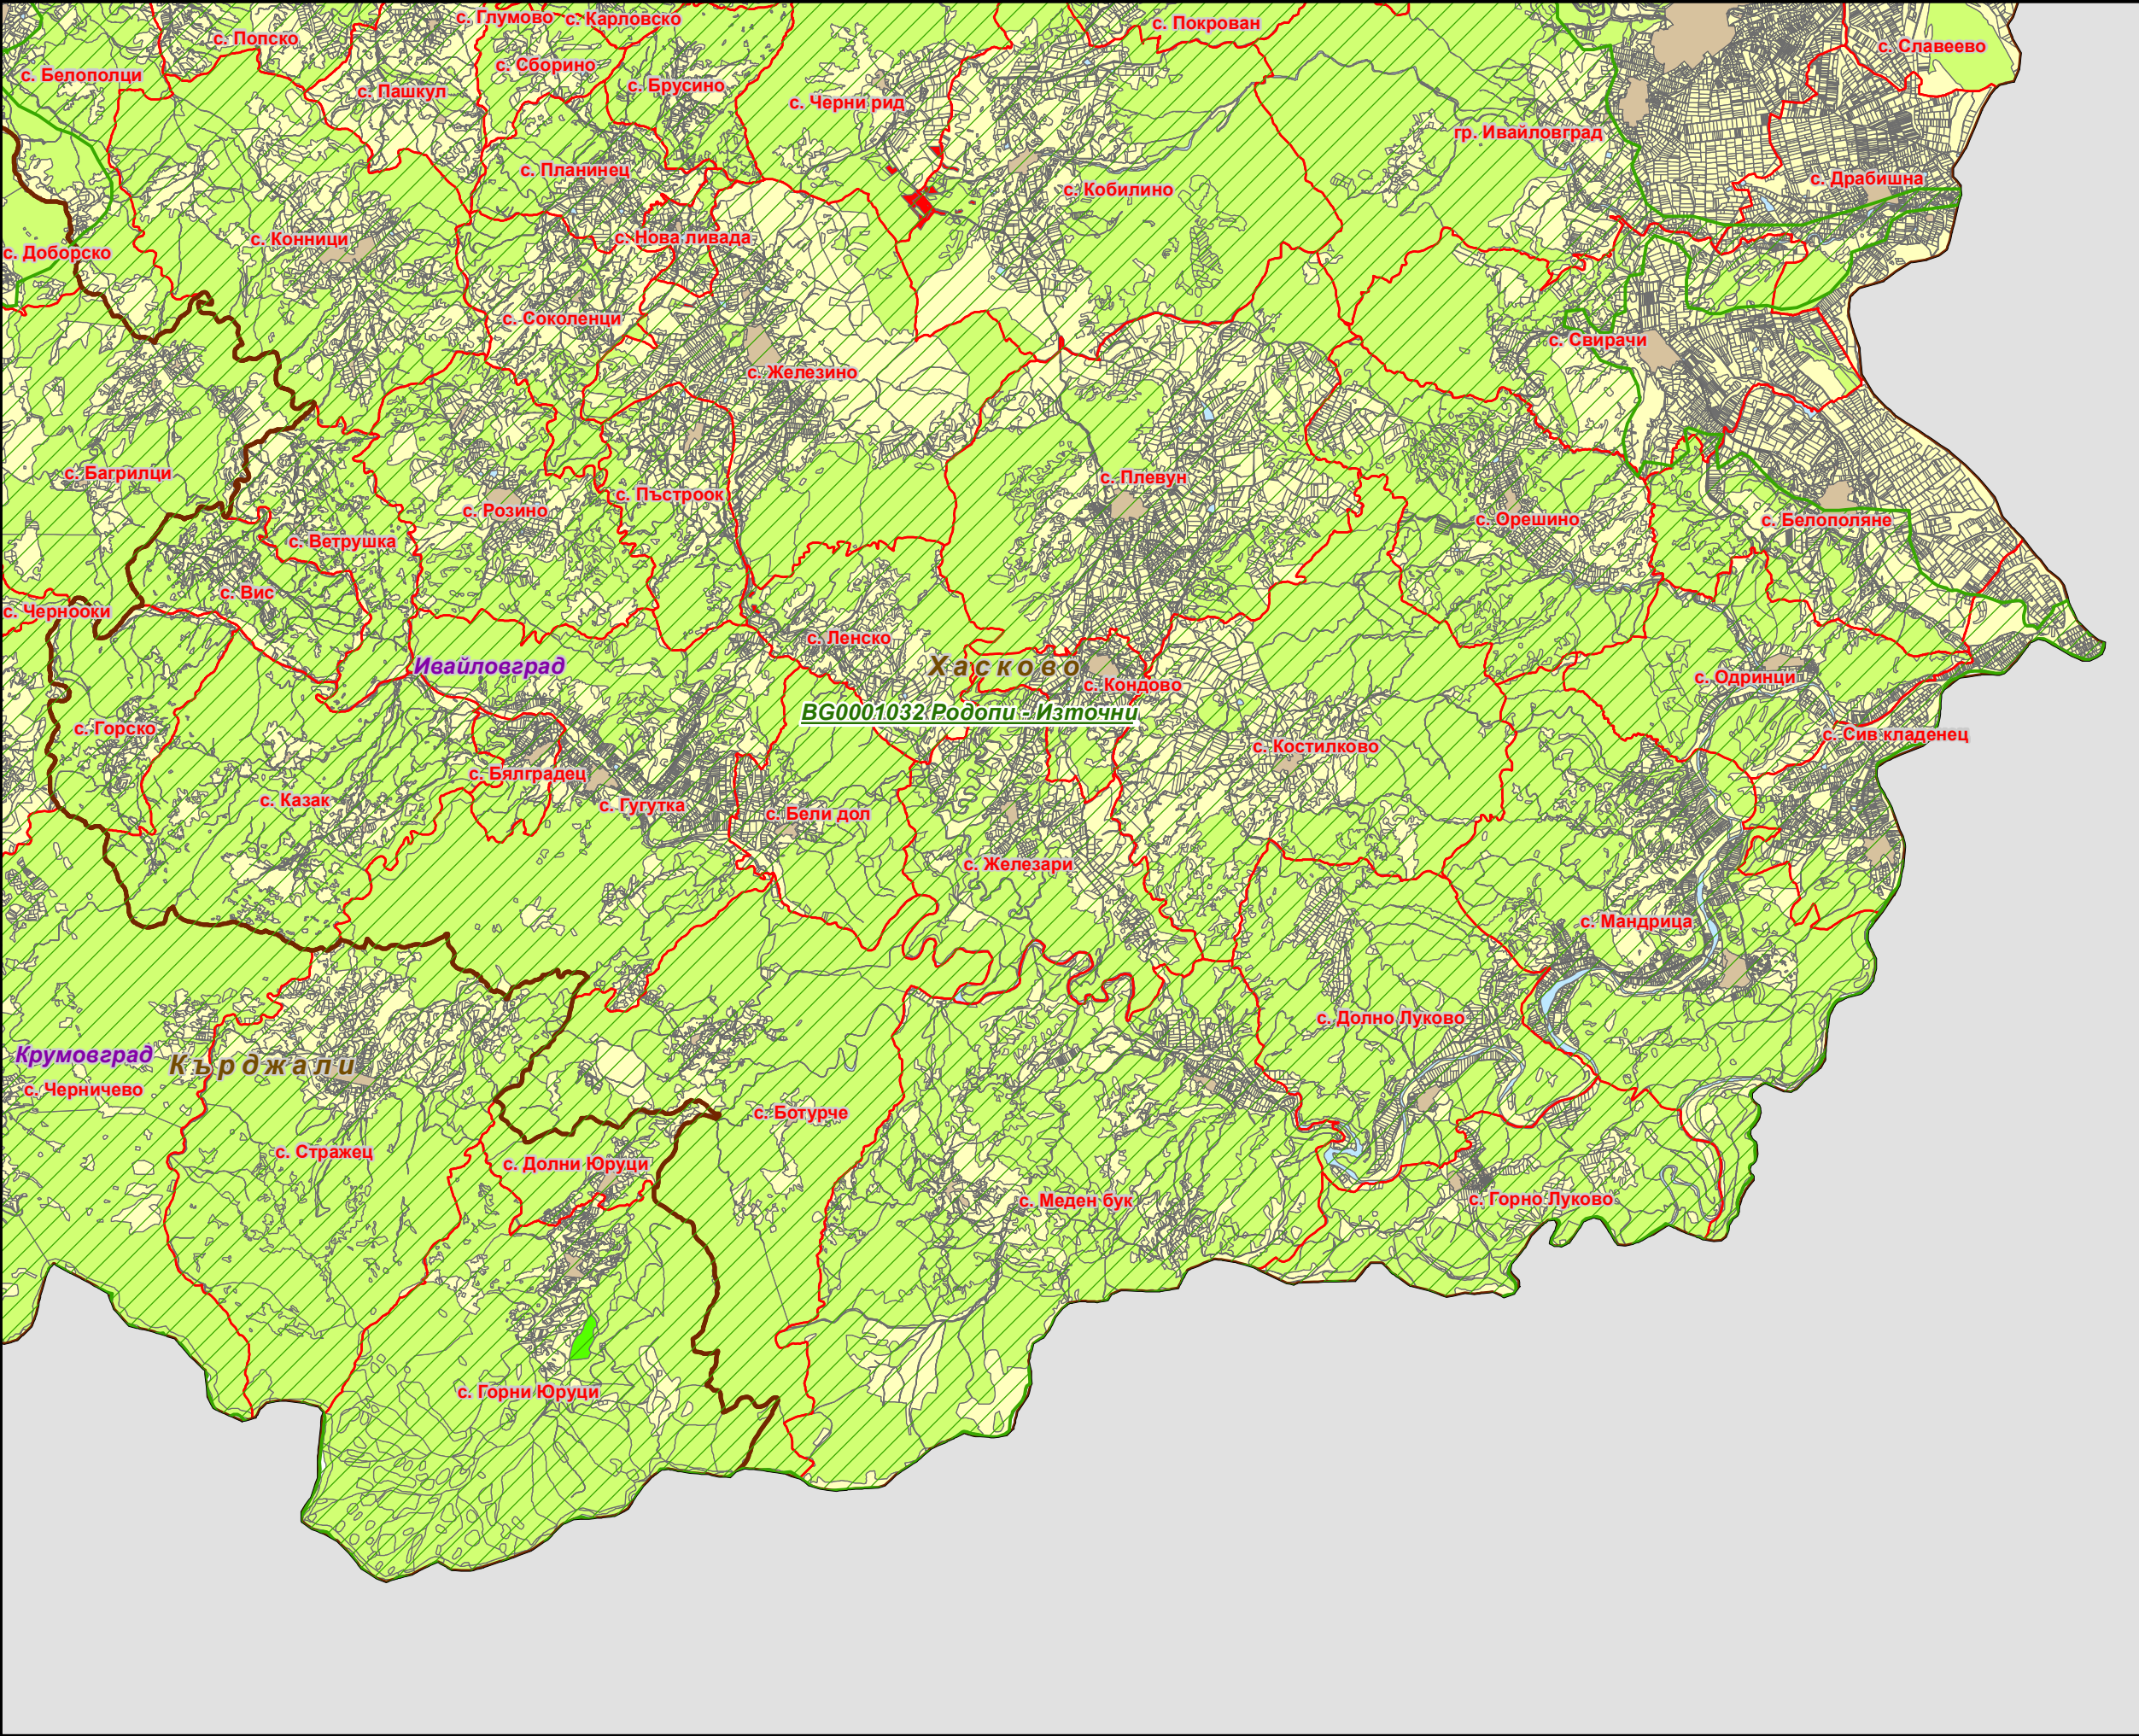 с. Глумово
с. Карловско
с. Покрован
с. Попско
с. Славеево
с. Сборино
с. Белополци
с. Брусино
с. Пашкул
с. Черни рид
гр. Ивайловград
с. Планинец
с. Драбишна
с. Кобилино
с. Нова ливада
с. Конници
с. Доборско
с. Соколенци
с. Свирачи
с. Железино
с. Багрилци
с. Плевун
с. Пъстроок
с. Розино
с. Орешино
с. Белополяне
с. Ветрушка
с. Вис
с. Чернооки
с. Ленско
Ивайловград
Хасково
с. Одринци
с. Кондово
BG0001032 Родопи - Източни
с. Горско
с. Сив кладенец
с. Костилково
с. Бялградец
с. Казак
с. Гугутка
с. Бели дол
с. Железари
с. Мандрица
с. Долно Луково
Крумовград
Кърджали
с. Черничево
с. Ботурче
с. Стражец
с. Долни Юруци
с. Меден бук
с. Горно Луково
с. Горни Юруци